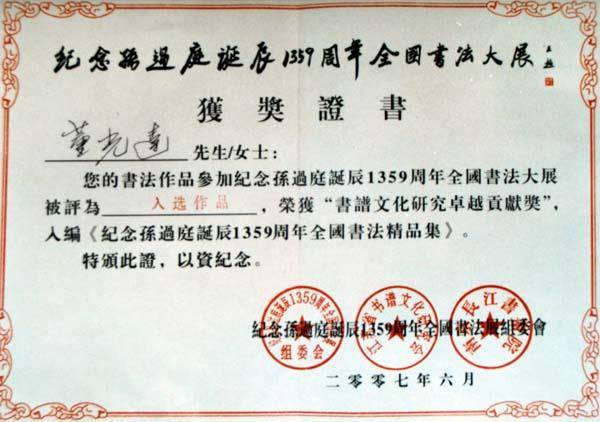 纪念孙過庭誕辰1359周年全國書法大展
獲獎證書
董光遠 先生/女士：
您的書法作品參加紀念孫過庭誕辰1359周年全國書法大展
被評為 入选作品 ，榮獲“書譜文化研究卓越貢獻獎”，
入編《紀念孫過庭誕辰1359周年全國書法精品集》。
特頒此證，以資紀念。
紀念孫過庭誕辰1359周年全國書法展組委會
组委会
二零零七年六月